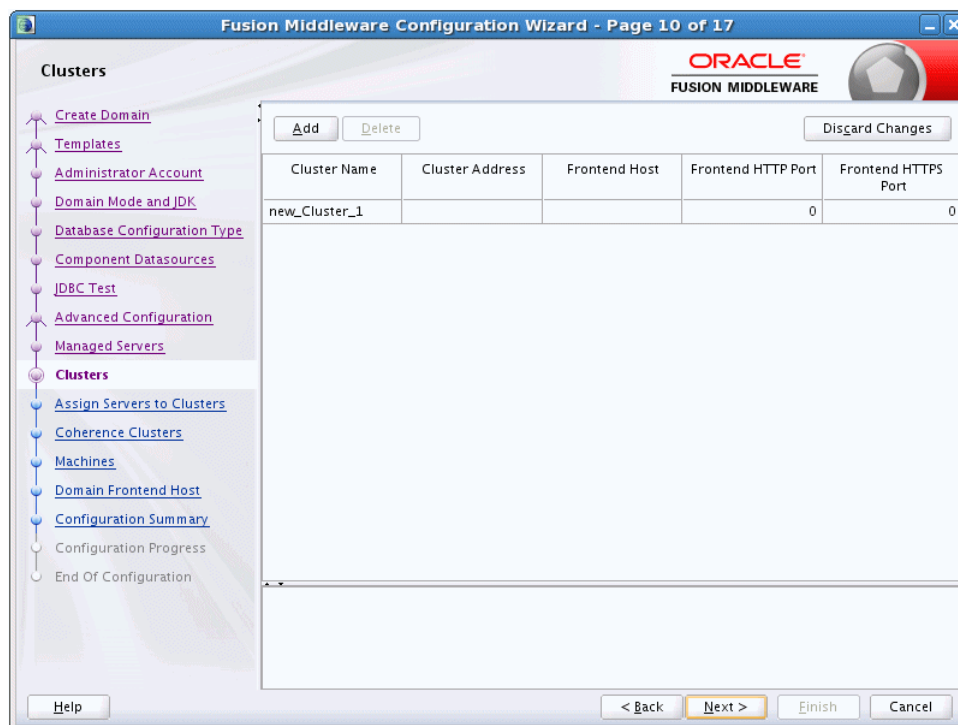 Fusion Middleware Configuration Wizard - Page 10 of 17
Clusters
ORACLE
FUSION MIDDLEWARE
Create Domain
Templates
Administrator Account
Domain Mode and JDK
Database Configuration Type
Component Datasources
JDBC Test
Advanced Configuration
Managed Servers
Clusters
Assign Servers to Clusters
Coherence Clusters
Machines
Domain Frontend Host
Configuration Summary
Configuration Progress
End Of Configuration
Add Delete Discard Changes
Cluster Name Cluster Address Frontend Host Frontend HTTP Port Frontend HTTPS Port
new_Cluster_1 0 0
Help < Back Next > Finish Cancel